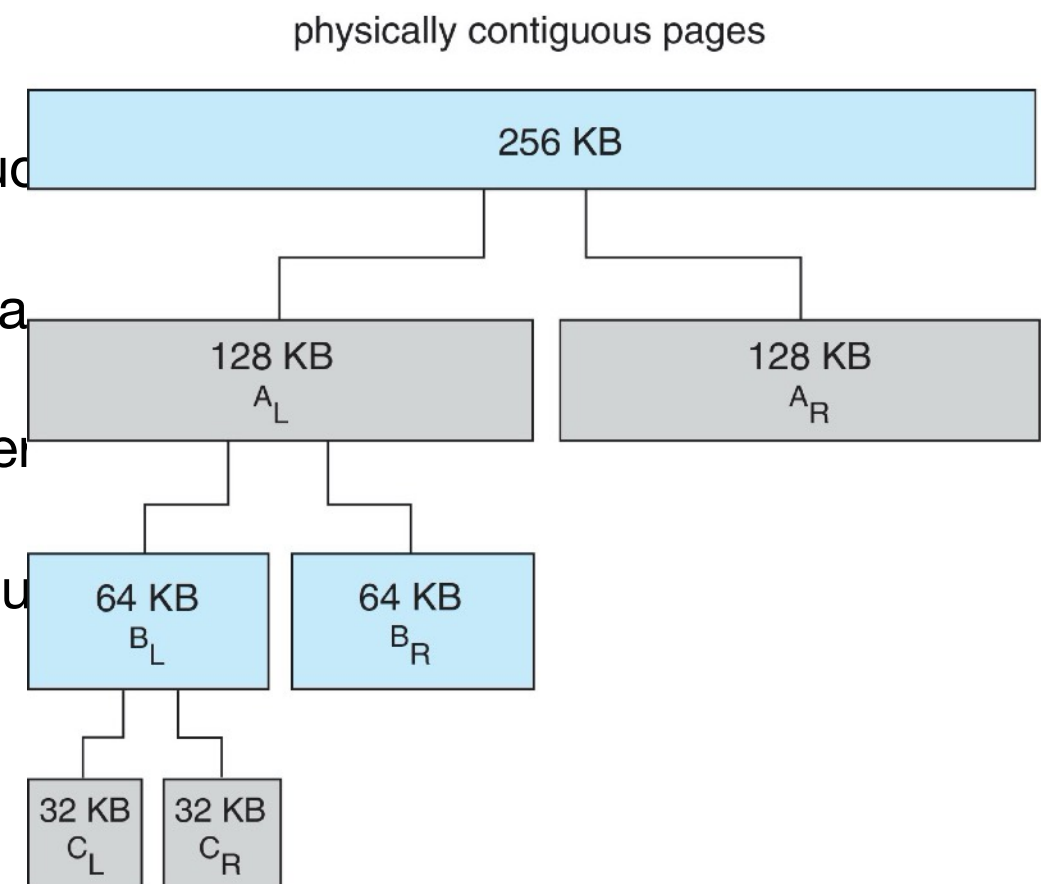 physically contiguous pages
256 KB
128 KB 128 KB
A_L A_R
64 KB 64 KB
B_L B_R
32 KB 32 KB
C_L C_R